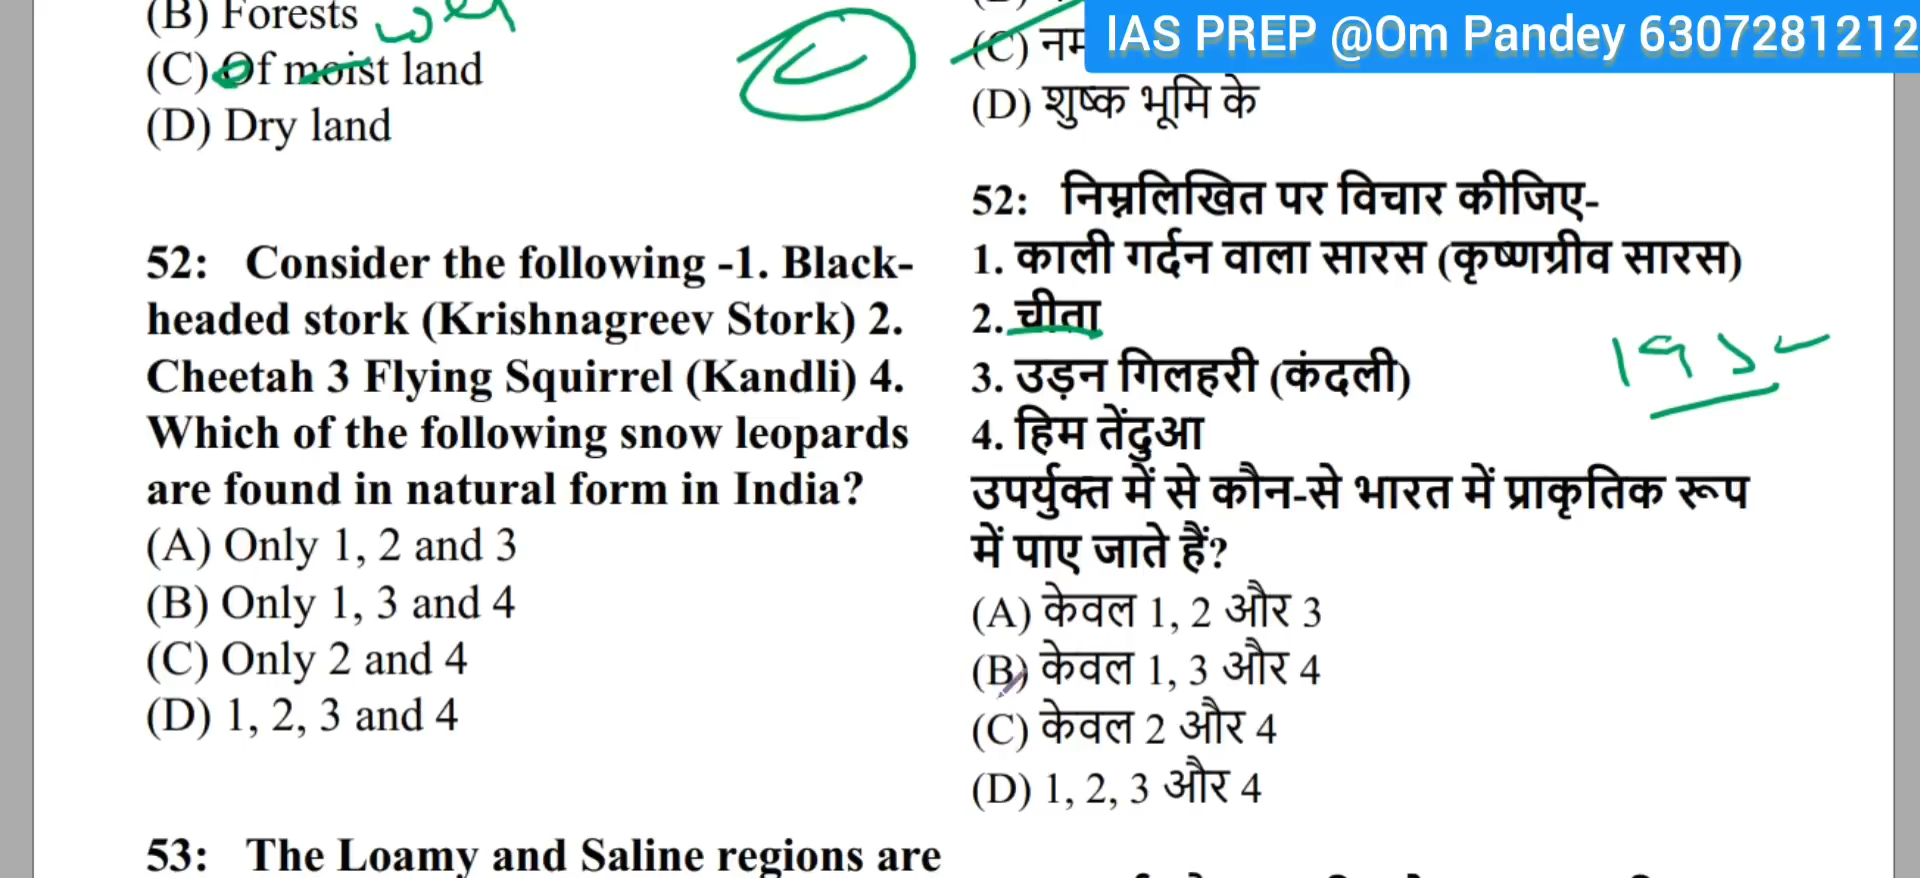 (B) Forests
wet
(C) Of moist land
(D) Dry land
52: Consider the following -1. Black-
headed stork (Krishnagreev Stork) 2.
Cheetah 3 Flying Squirrel (Kandli) 4.
Which of the following snow leopards
are found in natural form in India?
(A) Only 1, 2 and 3
(B) Only 1, 3 and 4
(C) Only 2 and 4
(D) 1, 2, 3 and 4
53: The Loamy and Saline regions are
IAS PREP @Om Pandey 6307281212
(C) नम
(D) शुष्क भूमि के
52: निम्नलिखित पर विचार कीजिए-
1. काली गर्दन वाला सारस (कृष्णग्रीव सारस)
2. चीता
3. उड़न गिलहरी (कंदली)
4. हिम तेंदुआ
उपर्युक्त में से कौन-से भारत में प्राकृतिक रूप
में पाए जाते हैं?
(A) केवल 1, 2 और 3
(B) केवल 1, 3 और 4
(C) केवल 2 और 4
(D) 1, 2, 3 और 4